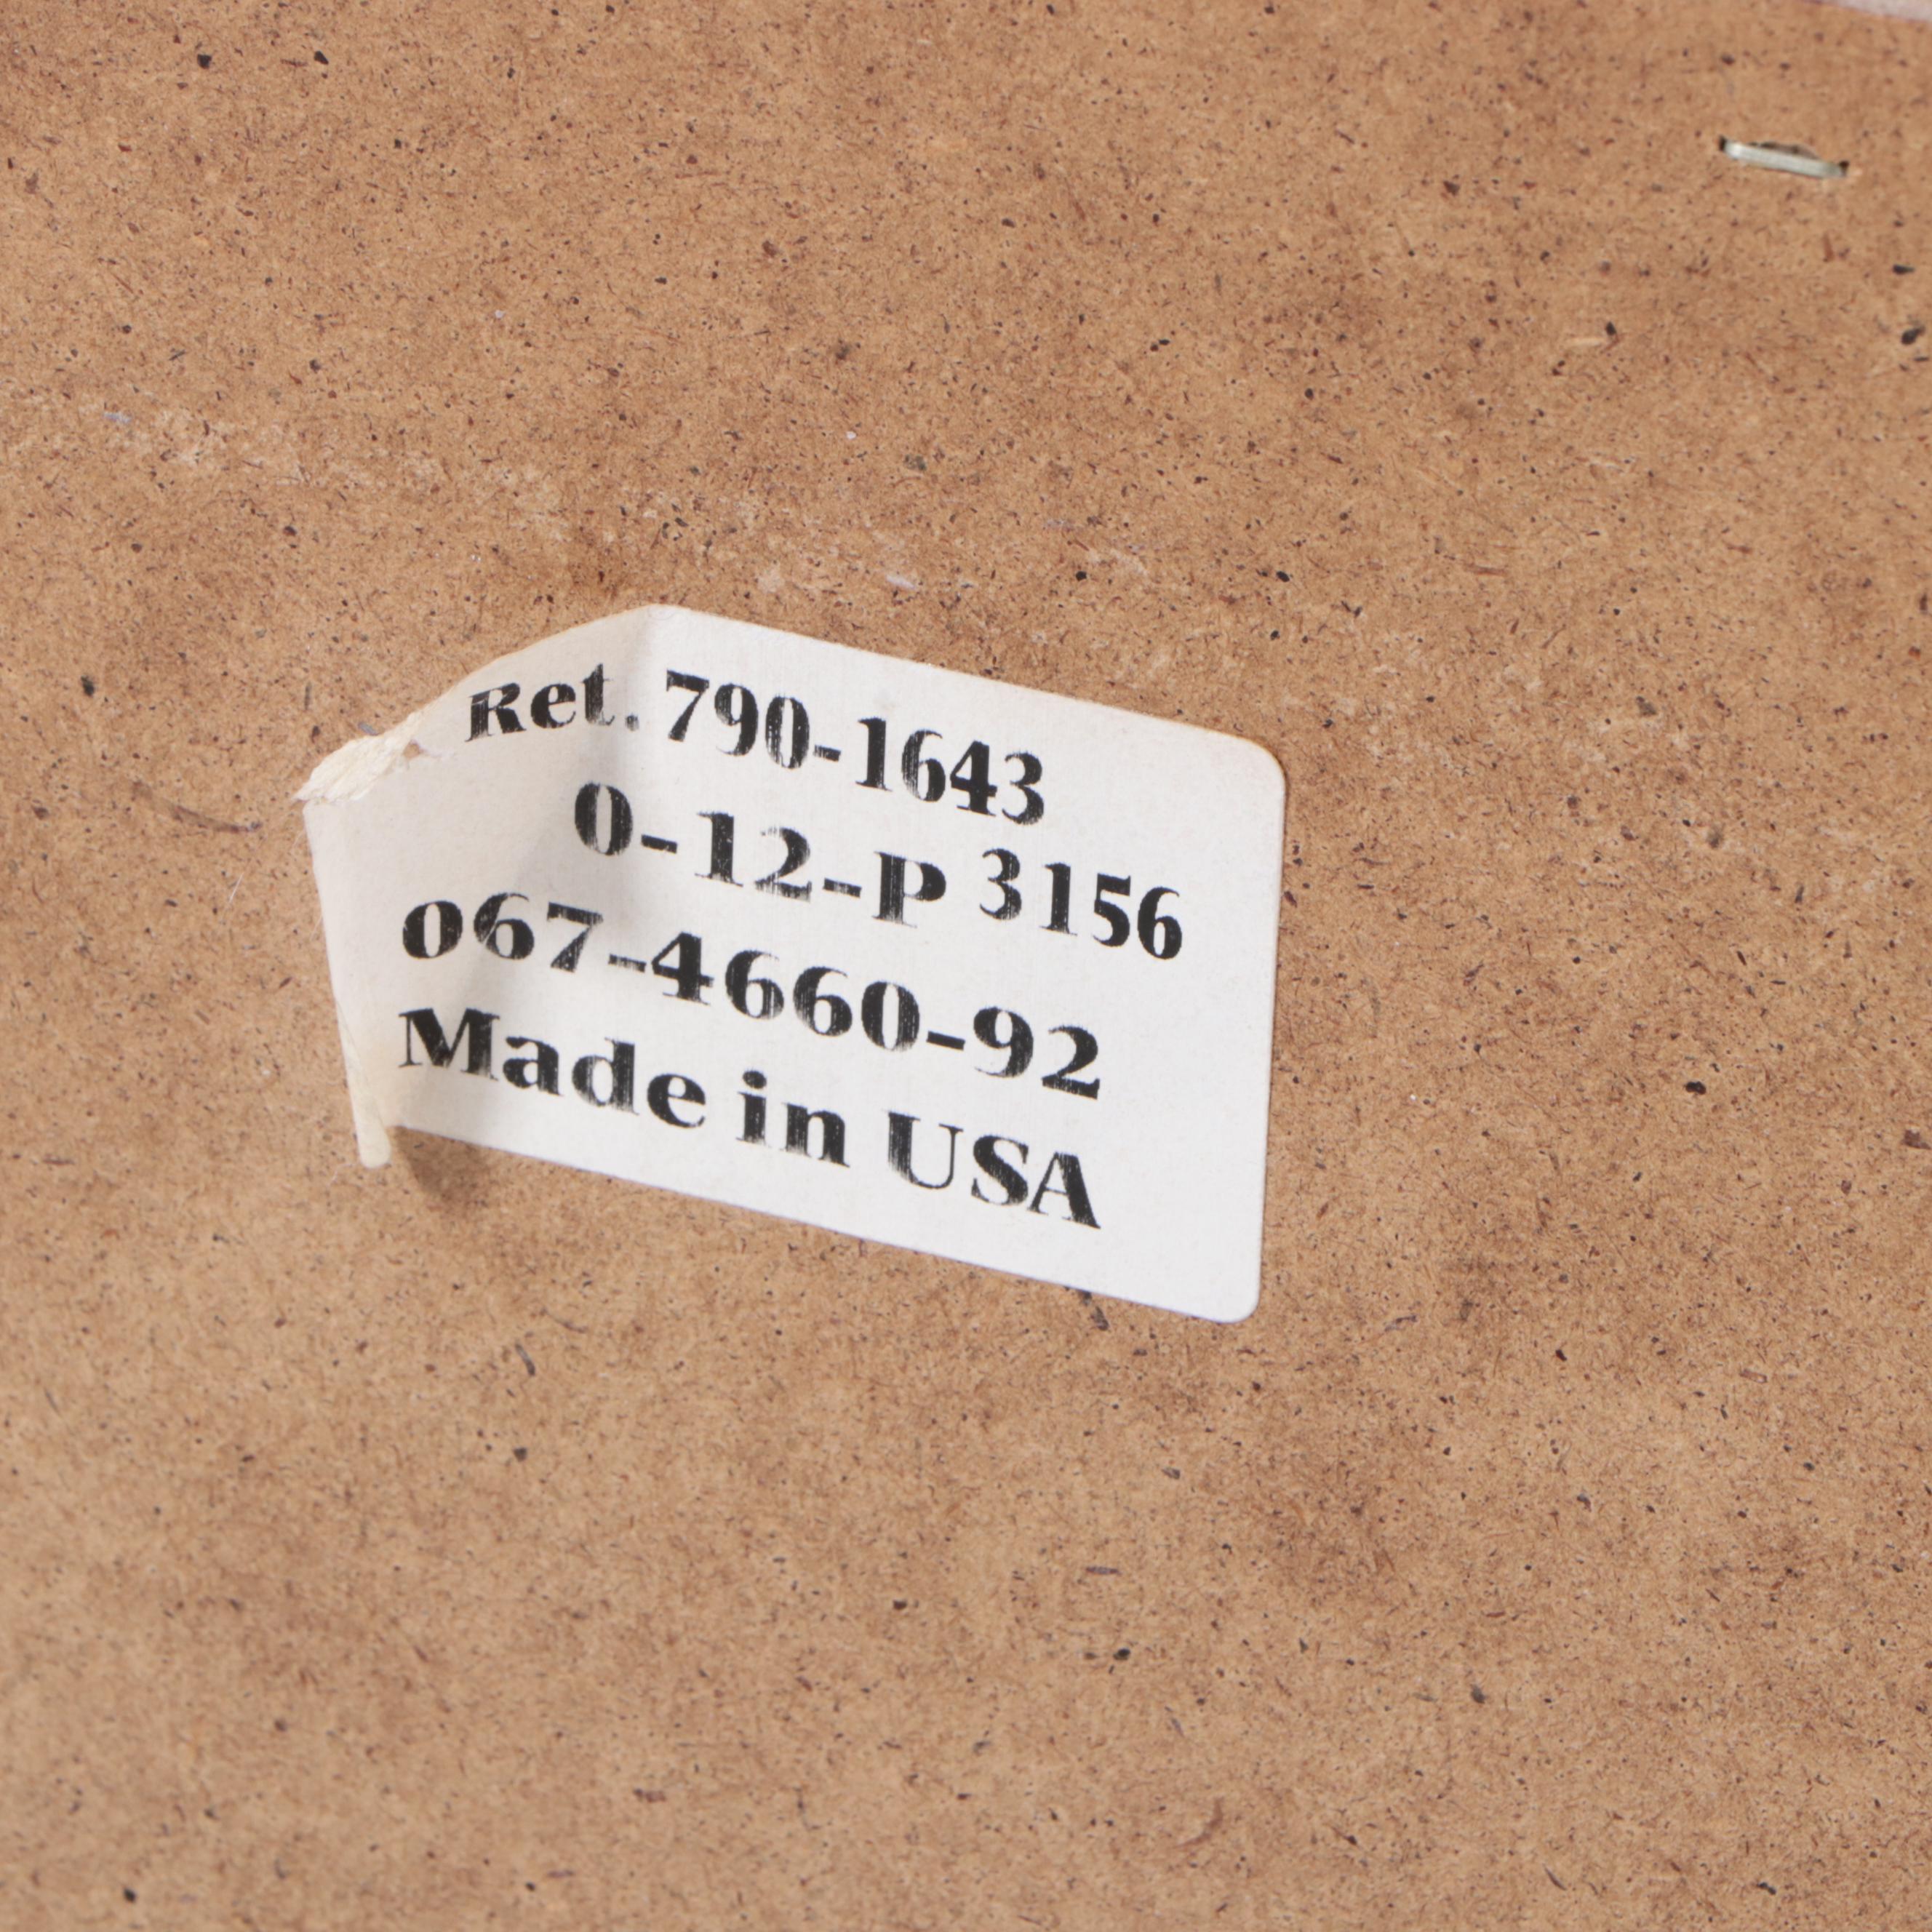 Ret. 790-1643
0-12-P 3156
067-4660-92
Made in USA